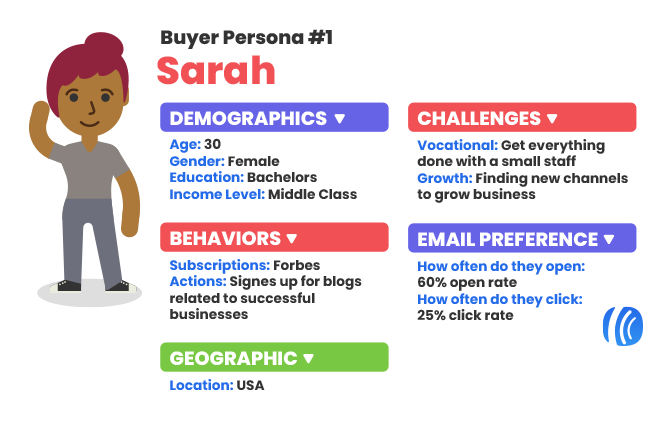 Buyer Persona #1
Sarah
DEMOGRAPHICS ▼
Age: 30
Gender: Female
Education: Bachelors
Income Level: Middle Class
BEHAVIORS ▼
Subscriptions: Forbes
Actions: Signes up for blogs
related to successful
businesses
GEOGRAPHIC ▼
Location: USA
CHALLENGES ▼
Vocational: Get everything
done with a small staff
Growth: Finding new channels
to grow business
EMAIL PREFERENCE ▼
How often do they open:
60% open rate
How often do they click:
25% click rate